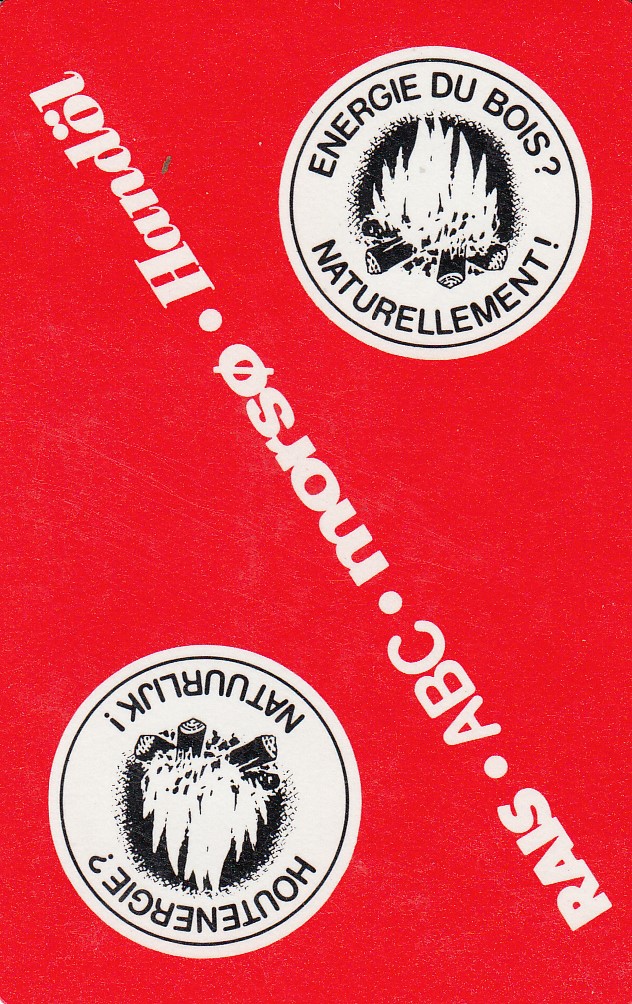 ENERGIE DU BOIS?
NATURELLEMENT!
RAIS • ABC • morsø • Handöl
HOUTENERGIE?
NATUURLIJK!